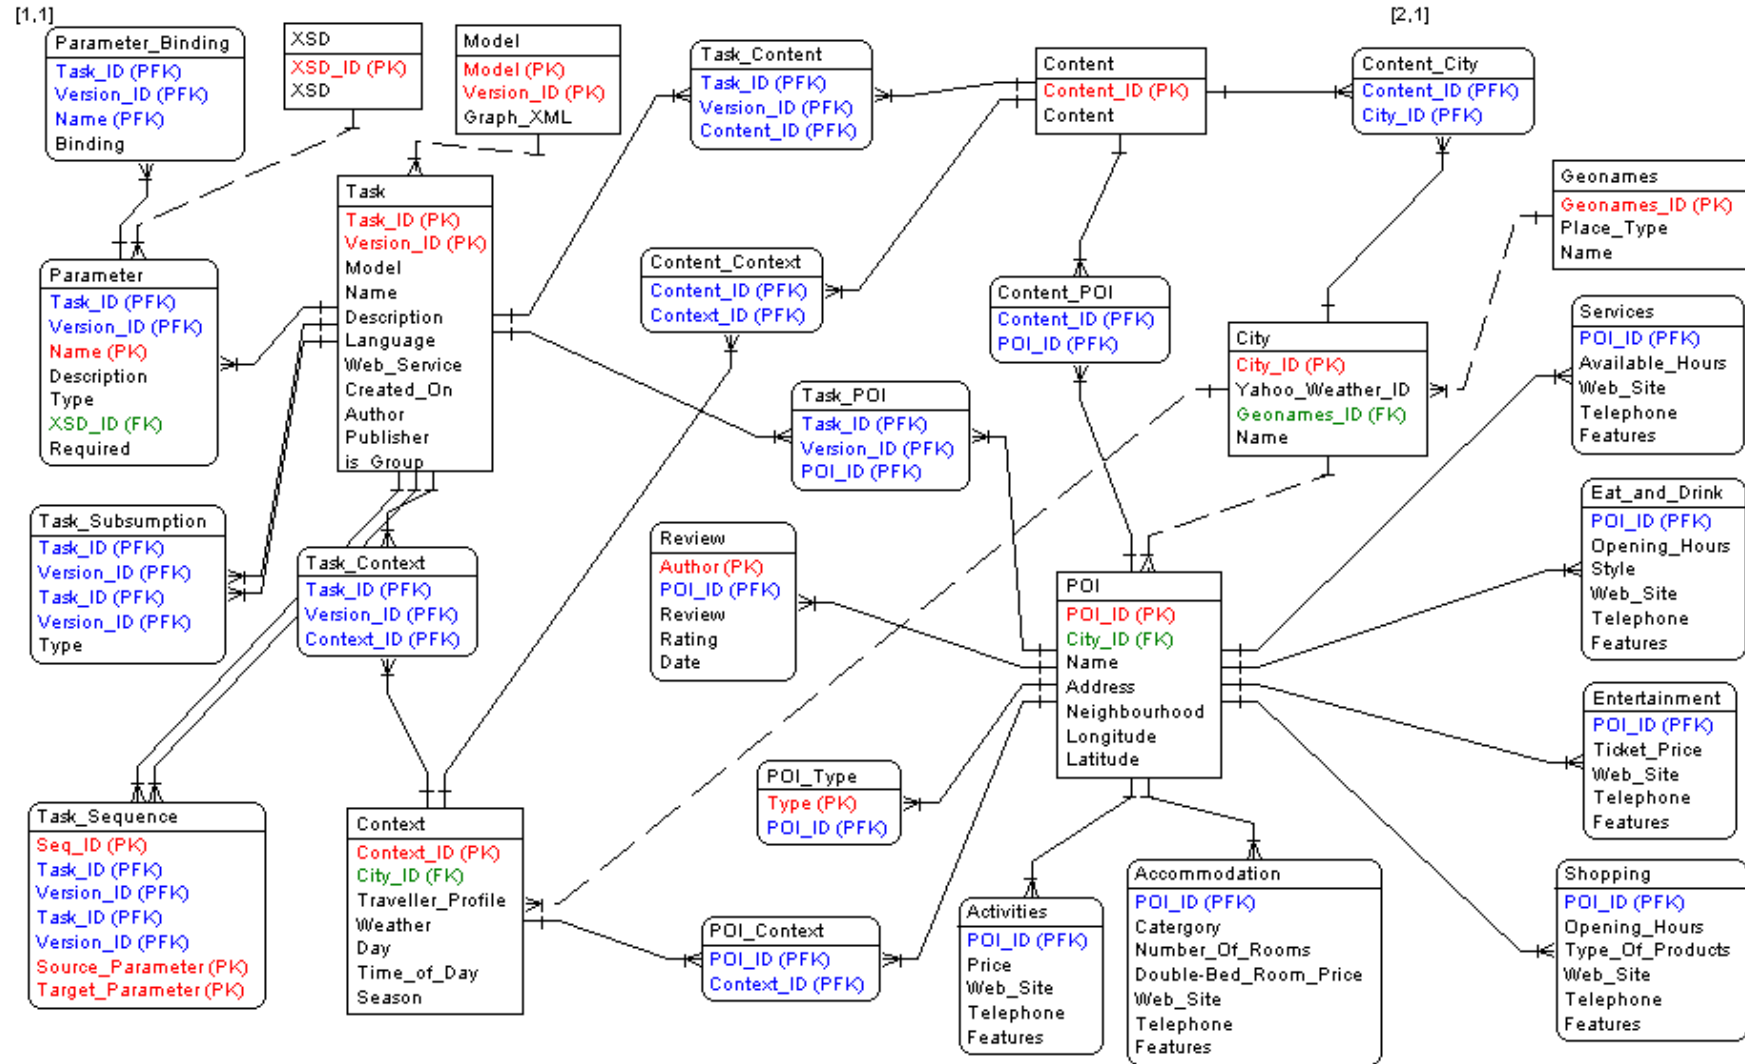 [1,1]
[2,1]
Parameter_Binding
Task_ID (PFK)
Version_ID (PFK)
Name (PFK)
Binding
XSD
XSD_ID (PK)
XSD
Model
Model (PK)
Version_ID (PK)
Graph_XML
Task_Content
Task_ID (PFK)
Version_ID (PFK)
Content_ID (PFK)
Content
Content_ID (PK)
Content
Content_City
Content_ID (PFK)
City_ID (PFK)
Geonames
Geonames_ID (PK)
Place_Type
Name
Task
Task_ID (PK)
Version_ID (PK)
Model
Name
Description
Language
Web_Service
Created_On
Author
Publisher
is_Group
Parameter
Task_ID (PFK)
Version_ID (PFK)
Name (PK)
Description
Type
XSD_ID (FK)
Required
Content_Context
Content_ID (PFK)
Context_ID (PFK)
Content_POI
Content_ID (PFK)
POI_ID (PFK)
City
City_ID (PK)
Yahoo_Weather_ID
Geonames_ID (FK)
Name
Services
POI_ID (PFK)
Available_Hours
Web_Site
Telephone
Features
Task_POI
Task_ID (PFK)
Version_ID (PFK)
POI_ID (PFK)
Eat_and_Drink
POI_ID (PFK)
Opening_Hours
Style
Web_Site
Telephone
Features
Task_Subsumption
Task_ID (PFK)
Version_ID (PFK)
Task_ID (PFK)
Version_ID (PFK)
Type
Task_Context
Task_ID (PFK)
Version_ID (PFK)
Context_ID (PFK)
Review
Author (PK)
POI_ID (PFK)
Review
Rating
Date
POI
POI_ID (PK)
City_ID (FK)
Name
Address
Neighbourhood
Longitude
Latitude
Entertainment
POI_ID (PFK)
Ticket_Price
Web_Site
Telephone
Features
POI_Type
Type (PK)
POI_ID (PFK)
Task_Sequence
Seq_ID (PK)
Task_ID (PFK)
Version_ID (PFK)
Task_ID (PFK)
Version_ID (PFK)
Source_Parameter (PK)
Target_Parameter (PK)
Context
Context_ID (PK)
City_ID (FK)
Traveller_Profile
Weather
Day
Time_of_Day
Season
POI_Context
POI_ID (PFK)
Context_ID (PFK)
Activities
POI_ID (PFK)
Price
Web_Site
Telephone
Features
Accommodation
POI_ID (PFK)
Catergory
Number_Of_Rooms
Double-Bed_Room_Price
Web_Site
Telephone
Features
Shopping
POI_ID (PFK)
Opening_Hours
Type_Of_Products
Web_Site
Telephone
Features